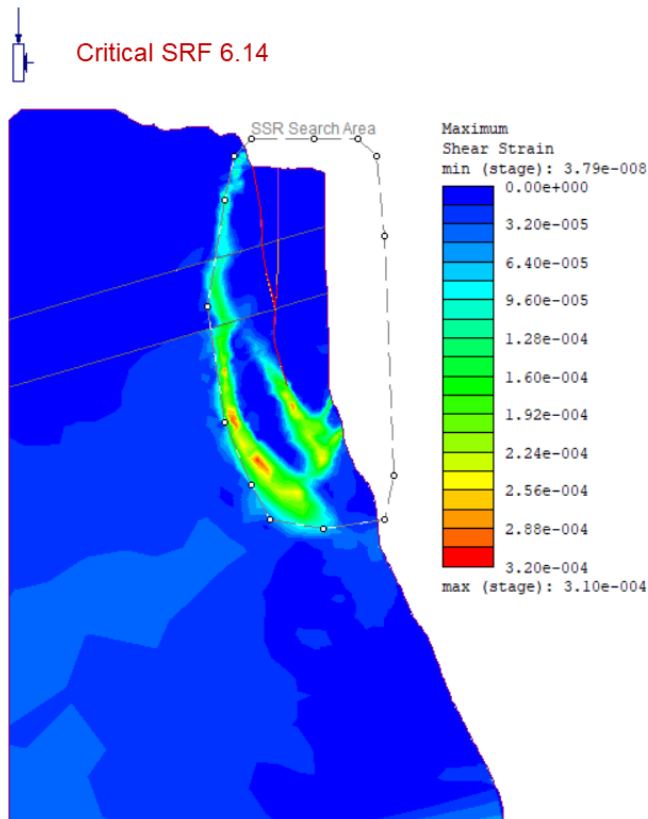 Critical SRF 6.14
SSR Search Area
Maximum
Shear Strain
min (stage): 3.79e-008
0.00e+000
3.20e-005
6.40e-005
9.60e-005
1.28e-004
1.60e-004
1.92e-004
2.24e-004
2.56e-004
2.88e-004
3.20e-004
max (stage): 3.10e-004